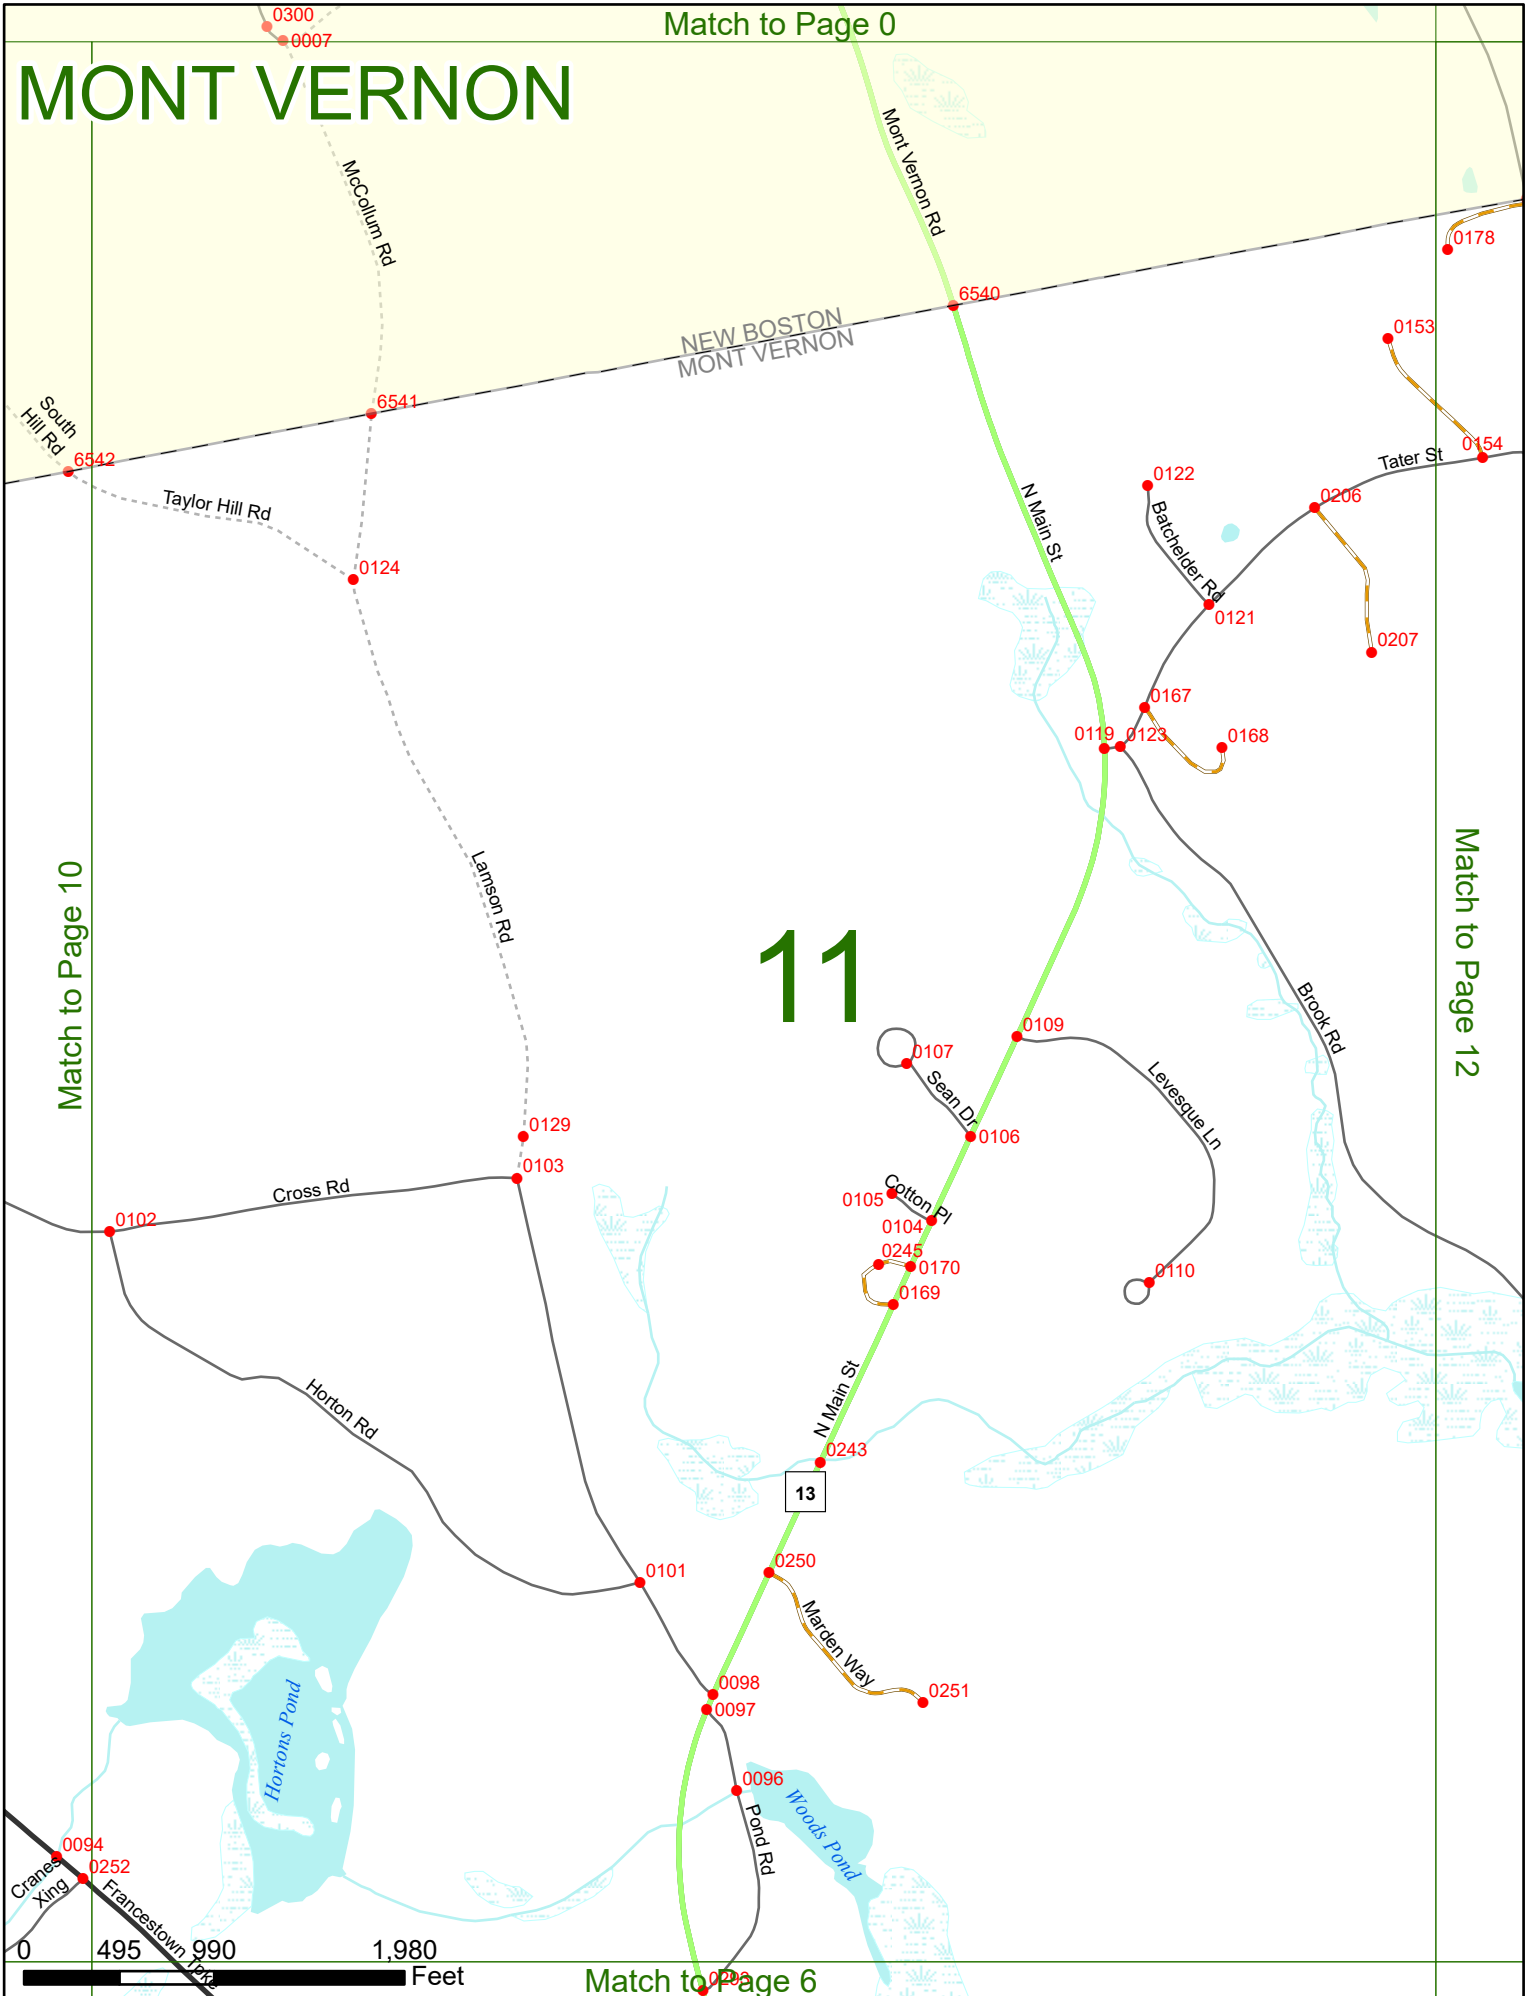 Match to Page 0
0300
0007
MONT VERNON
McCollum Rd
Mont Vernon Rd
0178
6540
NEW BOSTON
MONT VERNON
0153
6541
South
Hill Rd
6542
0154
Tater St
0122
0206
Taylor Hill Rd
N Main St
Batchelder Rd
0124
0121
0207
0167
0119
0123
0168
Match to Page 10
Lamson Rd
Match to Page 12
11
Brook Rd
0109
0107
Sean Dr
Levesque Ln
0129
0106
0103
Cross Rd
Cotton Pl
0105
0102
0104
0245
0170
0110
0169
N Main St
Horton Rd
0243
13
0250
0101
Marden Way
0098
0251
0097
Hortons Pond
0096
Woods Pond
Pond Rd
0094
Cranes
Xing
0252
Francestown Tpke
0
495
990
1,980
Feet
Match to Page 6
0293